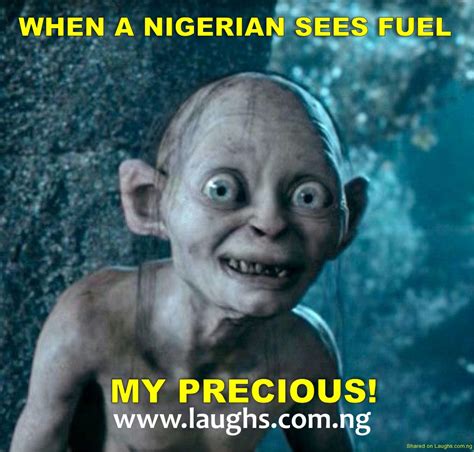 WHEN A NIGERIAN SEES FUEL
MY PRECIOUS!
www.laughs.com.ng
Shared on Laughs.com.ng